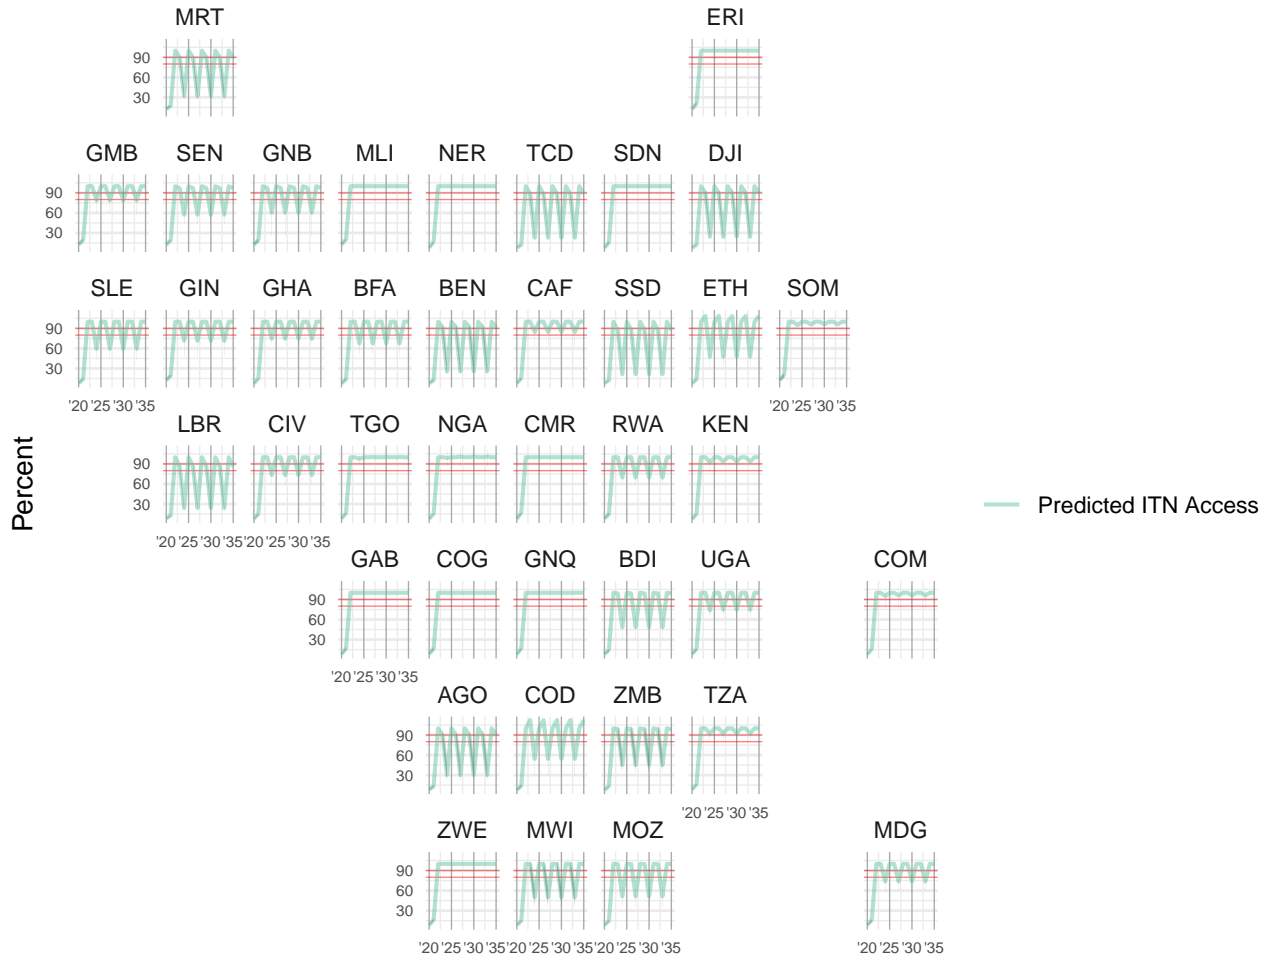 MRT ERI
90
60
30
GMB SEN GNB MLI NER TCD SDN DJI
90
60
30
SLE GIN GHA BFA BEN CAF SSD ETH SOM
90
60
30
'20 '25 '30 '35 '20 '25 '30 '35
LBR CIV TGO NGA CMR RWA KEN
90
60
30
'20 '25 '30 '35 '20 '25 '30 '35
Percent
Predicted ITN Access
GAB COG GNQ BDI UGA COM
90
60
30
'20 '25 '30 '35
AGO COD ZMB TZA
90
60
30
'20 '25 '30 '35
ZWE MWI MOZ MDG
90
60
30
'20 '25 '30 '35 '20 '25 '30 '35 '20 '25 '30 '35 '20 '25 '30 '35